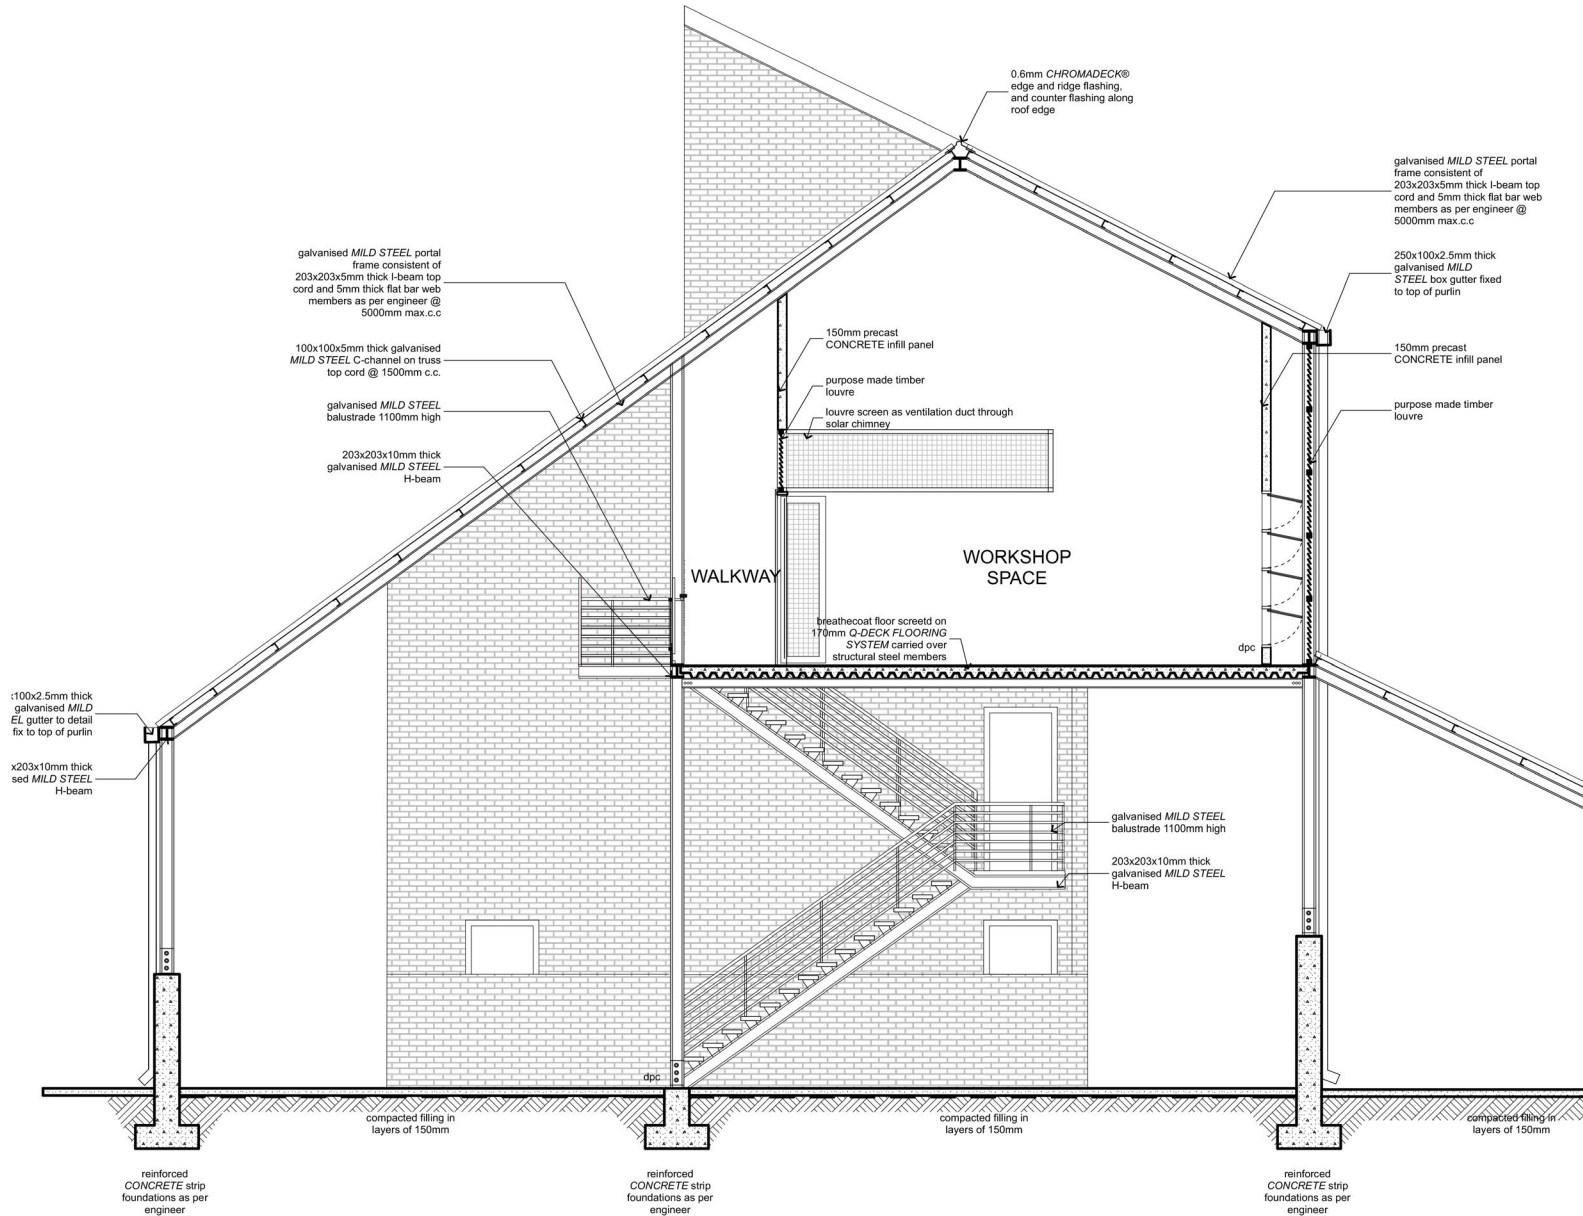 0.6mm CHROMADECK®
edge and ridge flashing,
and counter flashing along
roof edge
galvanised MILD STEEL portal
frame consistent of
203x203x5mm thick I-beam top
cord and 5mm thick flat bar web
members as per engineer @
5000mm max.c.c
250x100x2.5mm thick
galvanised MILD
STEEL box gutter fixed
to top of purlin
150mm precast
CONCRETE infill panel
purpose made timber
louvre
galvanised MILD STEEL portal
frame consistent of
203x203x5mm thick I-beam top
cord and 5mm thick flat bar web
members as per engineer @
5000mm max.c.c
100x100x5mm thick galvanised
MILD STEEL C-channel on truss
top cord @ 1500mm c.c.
galvanised MILD STEEL
balustrade 1100mm high
203x203x10mm thick
galvanised MILD STEEL
H-beam
150mm precast
CONCRETE infill panel
purpose made timber
louvre
louvre screen as ventilation duct through
solar chimney
WALKWAY
WORKSHOP
SPACE
breathecoat floor screetd on
170mm Q-DECK FLOORING
SYSTEM carried over
structural steel members
dpc
:100x2.5mm thick
galvanised MILD
EL gutter to detail
fix to top of purlin
x203x10mm thick
sed MILD STEEL
H-beam
galvanised MILD STEEL
balustrade 1100mm high
203x203x10mm thick
galvanised MILD STEEL
H-beam
dpc
compacted filling in
layers of 150mm
compacted filling in
layers of 150mm
compacted filling in
layers of 150mm
reinforced
CONCRETE strip
foundations as per
engineer
reinforced
CONCRETE strip
foundations as per
engineer
reinforced
CONCRETE strip
foundations as per
engineer